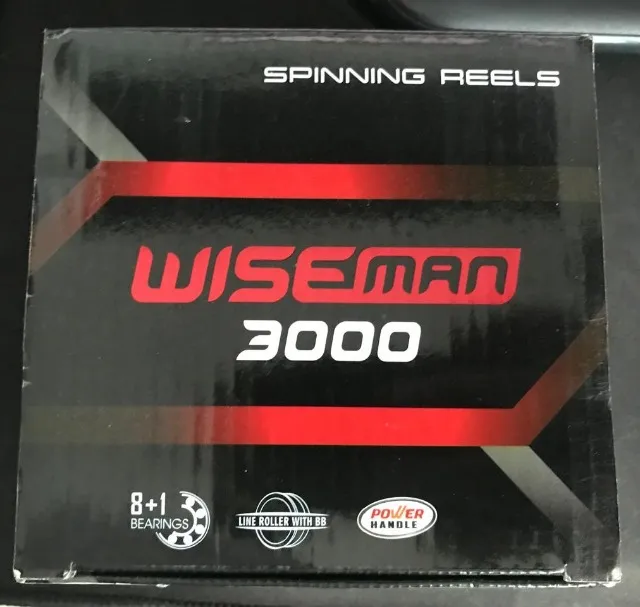 SPINNING REELS
WISEMAN
3000
8+1
BEARINGS
LINE ROLLER WITH BB
POWER
HANDLE